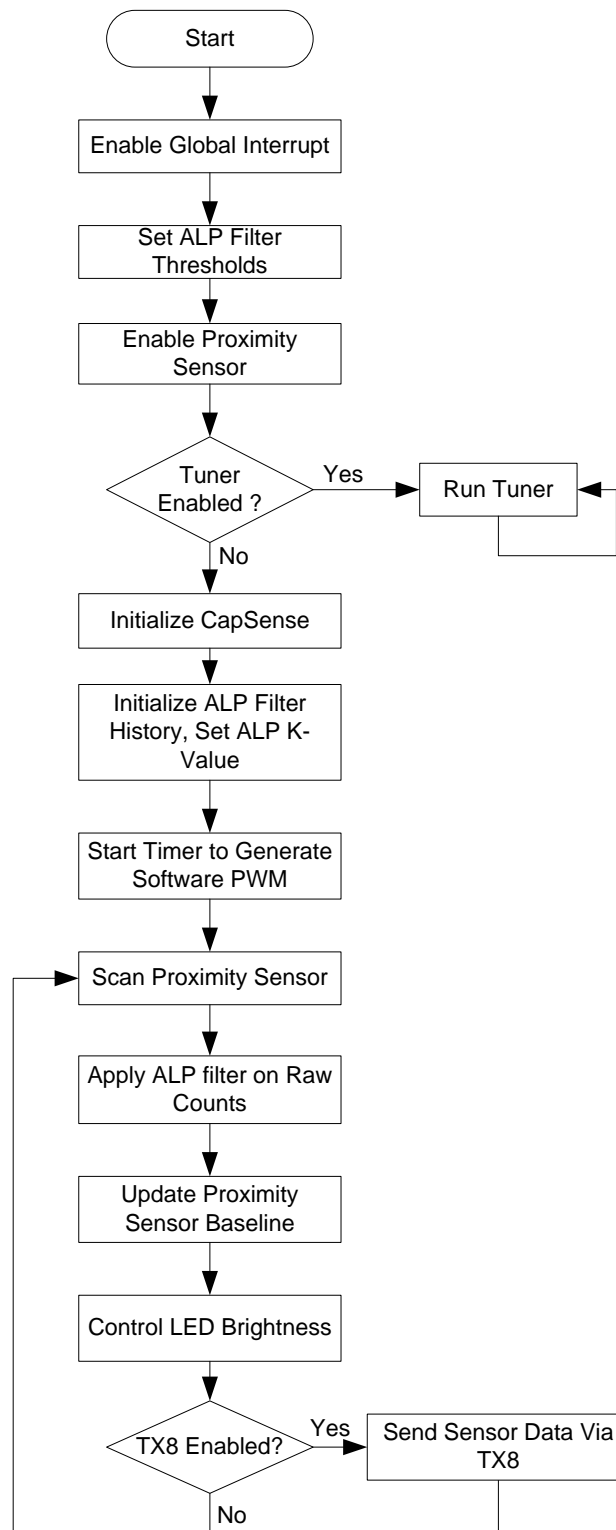 Start
Enable Global Interrupt
Set ALP Filter
Thresholds
Enable Proximity
Sensor
Tuner
Enabled ?
Yes
Run Tuner
No
Initialize CapSense
Initialize ALP Filter
History, Set ALP K-
Value
Start Timer to Generate
Software PWM
Scan Proximity Sensor
Apply ALP filter on Raw
Counts
Update Proximity
Sensor Baseline
Control LED Brightness
TX8 Enabled?
Yes
Send Sensor Data Via
TX8
No